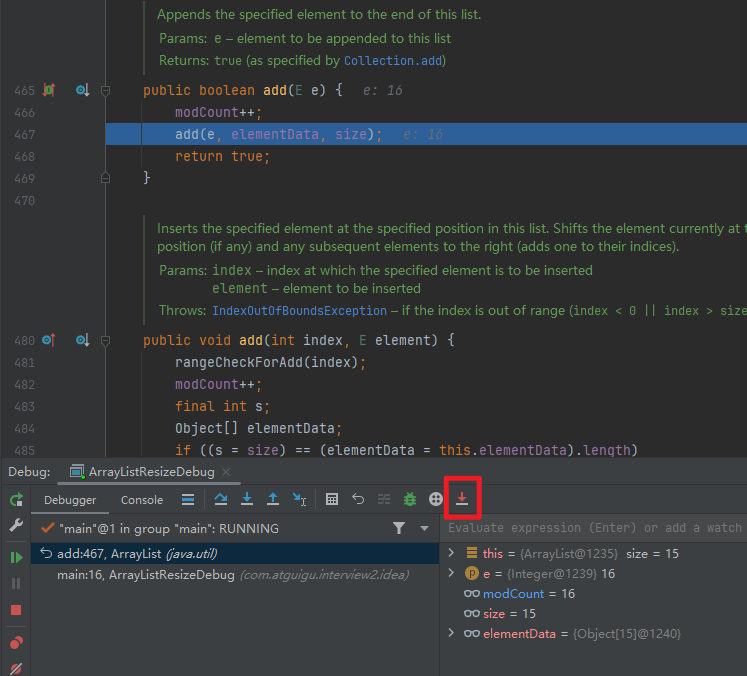 Appends the specified element to the end of this list.
Params: e – element to be appended to this list
Returns: true (as specified by Collection.add)
465 public boolean add(E e) { e: 16
466 modCount++;
467 add(e, elementData, size); e: 16
468 return true;
469 }
470
Inserts the specified element at the specified position in this list. Shifts the element currently at t
position (if any) and any subsequent elements to the right (adds one to their indices).
Params: index – index at which the specified element is to be inserted
element – element to be inserted
Throws: IndexOutOfBoundsException – if the index is out of range (index < 0 || index > size
480 public void add(int index, E element) {
481 rangeCheckForAdd(index);
482 modCount++;
483 final int s;
484 Object[] elementData;
485 if ((s = size) == (elementData = this.elementData).length)
Debug: ArrayListResizeDebug ×
Debugger Console
"main"@1 in group "main": RUNNING
Evaluate expression (Enter) or add a watch
add:467, ArrayList (java.util)
main:16, ArrayListResizeDebug (com.atguigu.interview2.idea)
this = {ArrayList@1235} size = 15
p e = {Integer@1239} 16
modCount = 16
size = 15
elementData = {Object[15]@1240}